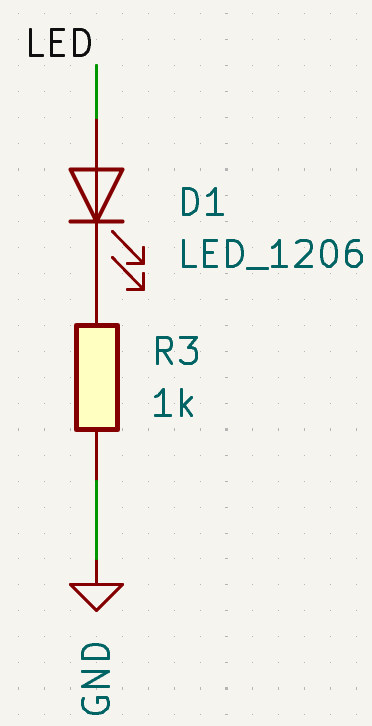 LED
D1
LED_1206
R3
1k
GND